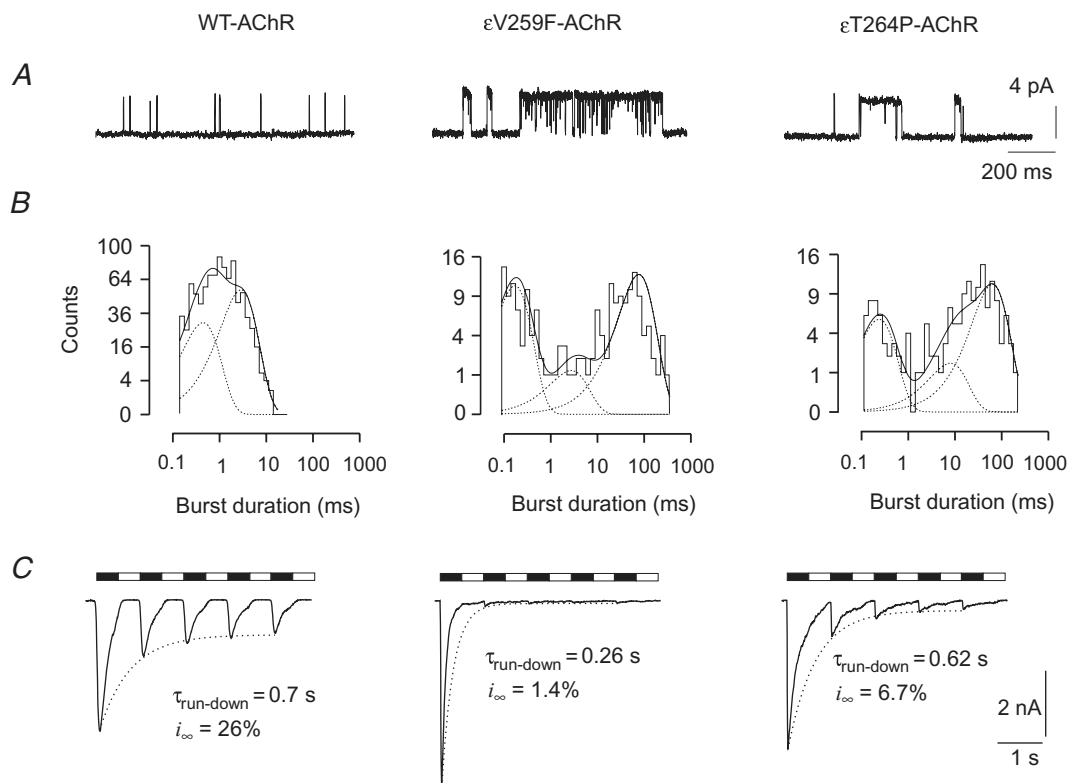 WT-AChR εV259F-AChR εT264P-AChR
A
4 pA
200 ms
B
Counts
100
64
36
16
4
0
0.1 1 10 100 1000
Burst duration (ms)
16
9
4
1
0
0.1 1 10 100 1000
Burst duration (ms)
16
9
4
1
0
0.1 1 10 100 1000
Burst duration (ms)
C
τrun-down = 0.7 s
i∞ = 26%
τrun-down = 0.26 s
i∞ = 1.4%
τrun-down = 0.62 s
i∞ = 6.7%
2 nA
1 s